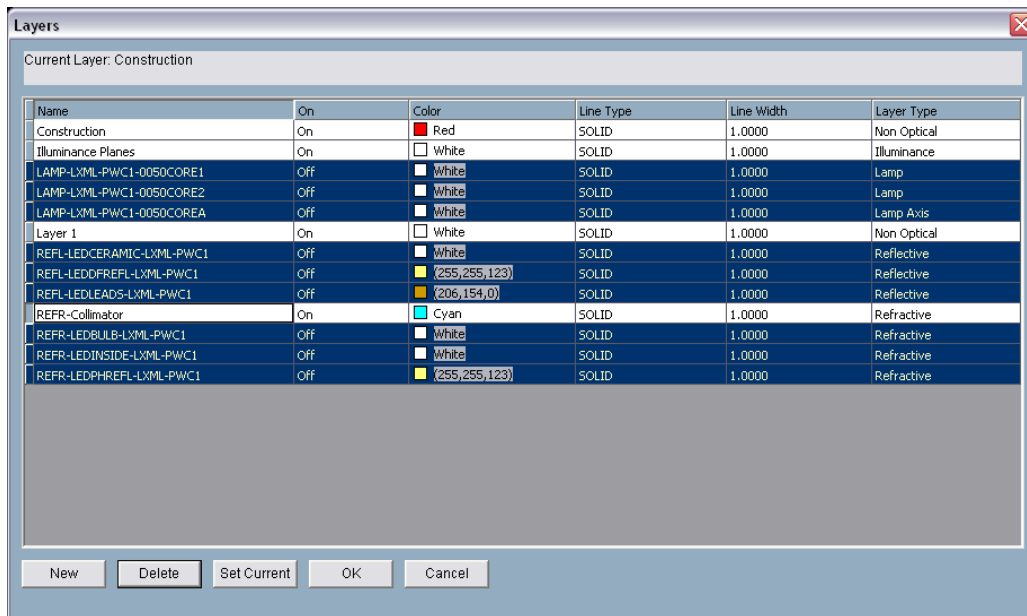 Layers
Current Layer: Construction
Name On Color Line Type Line Width Layer Type
Construction On Red SOLID 1.0000 Non Optical
Illuminance Planes On White SOLID 1.0000 Illuminance
LAMP-LXML-PWC1-0050CORE1 Off White SOLID 1.0000 Lamp
LAMP-LXML-PWC1-0050CORE2 Off White SOLID 1.0000 Lamp
LAMP-LXML-PWC1-0050COREA Off White SOLID 1.0000 Lamp Axis
Layer 1 On White SOLID 1.0000 Non Optical
REFL-LEDCERAMIC-LXML-PWC1 Off White SOLID 1.0000 Reflective
REFL-LEDDFREFL-LXML-PWC1 Off (255,255,123) SOLID 1.0000 Reflective
REFL-LEDLEADS-LXML-PWC1 Off (206,154,0) SOLID 1.0000 Reflective
REFR-Collimator On Cyan SOLID 1.0000 Refractive
REFR-LEDBULB-LXML-PWC1 Off White SOLID 1.0000 Refractive
REFR-LEDINSIDE-LXML-PWC1 Off White SOLID 1.0000 Refractive
REFR-LEDPHREFL-LXML-PWC1 Off (255,255,123) SOLID 1.0000 Refractive
New Delete Set Current OK Cancel